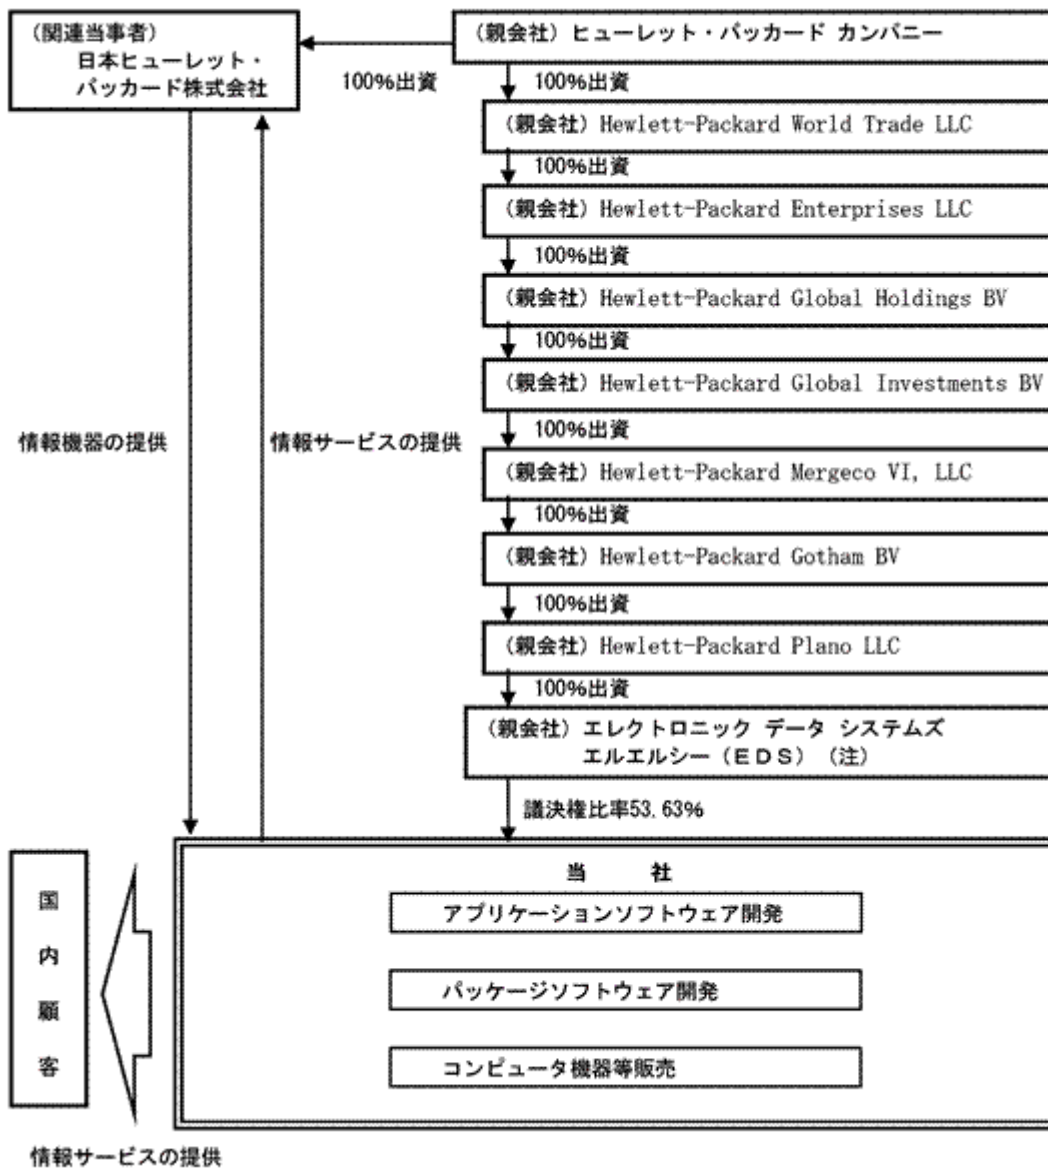 (関連当事者)
日本ヒューレット・
パッカード株式会社
(親会社) ヒューレット・パッカード カンパニー
100%出資
100%出資
(親会社) Hewlett-Packard World Trade LLC
100%出資
(親会社) Hewlett-Packard Enterprises LLC
100%出資
(親会社) Hewlett-Packard Global Holdings BV
100%出資
(親会社) Hewlett-Packard Global Investments BV
100%出資
(親会社) Hewlett-Packard Mergeco VI, LLC
100%出資
(親会社) Hewlett-Packard Gotham BV
100%出資
(親会社) Hewlett-Packard Plano LLC
100%出資
(親会社) エレクトロニック データ システムズ
エルエルシー(EDS) (注)
議決権比率53.63%
情報機器の提供
情報サービスの提供
当 社
アプリケーションソフトウェア開発
パッケージソフトウェア開発
コンピュータ機器等販売
国
内
顧
客
情報サービスの提供